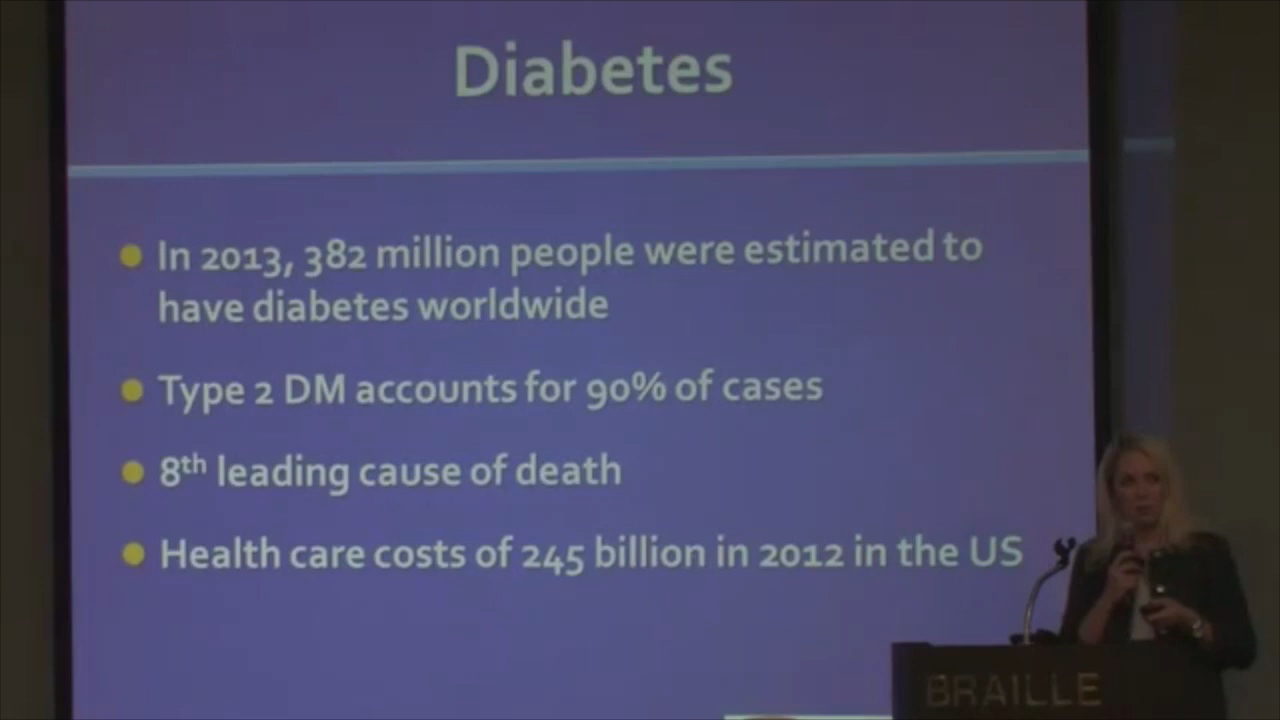 Diabetes
In 2013, 382 million people were estimated to
have diabetes worldwide
Type 2 DM accounts for 90% of cases
8th leading cause of death
Health care costs of 245 billion in 2012 in the US
BRAILLE